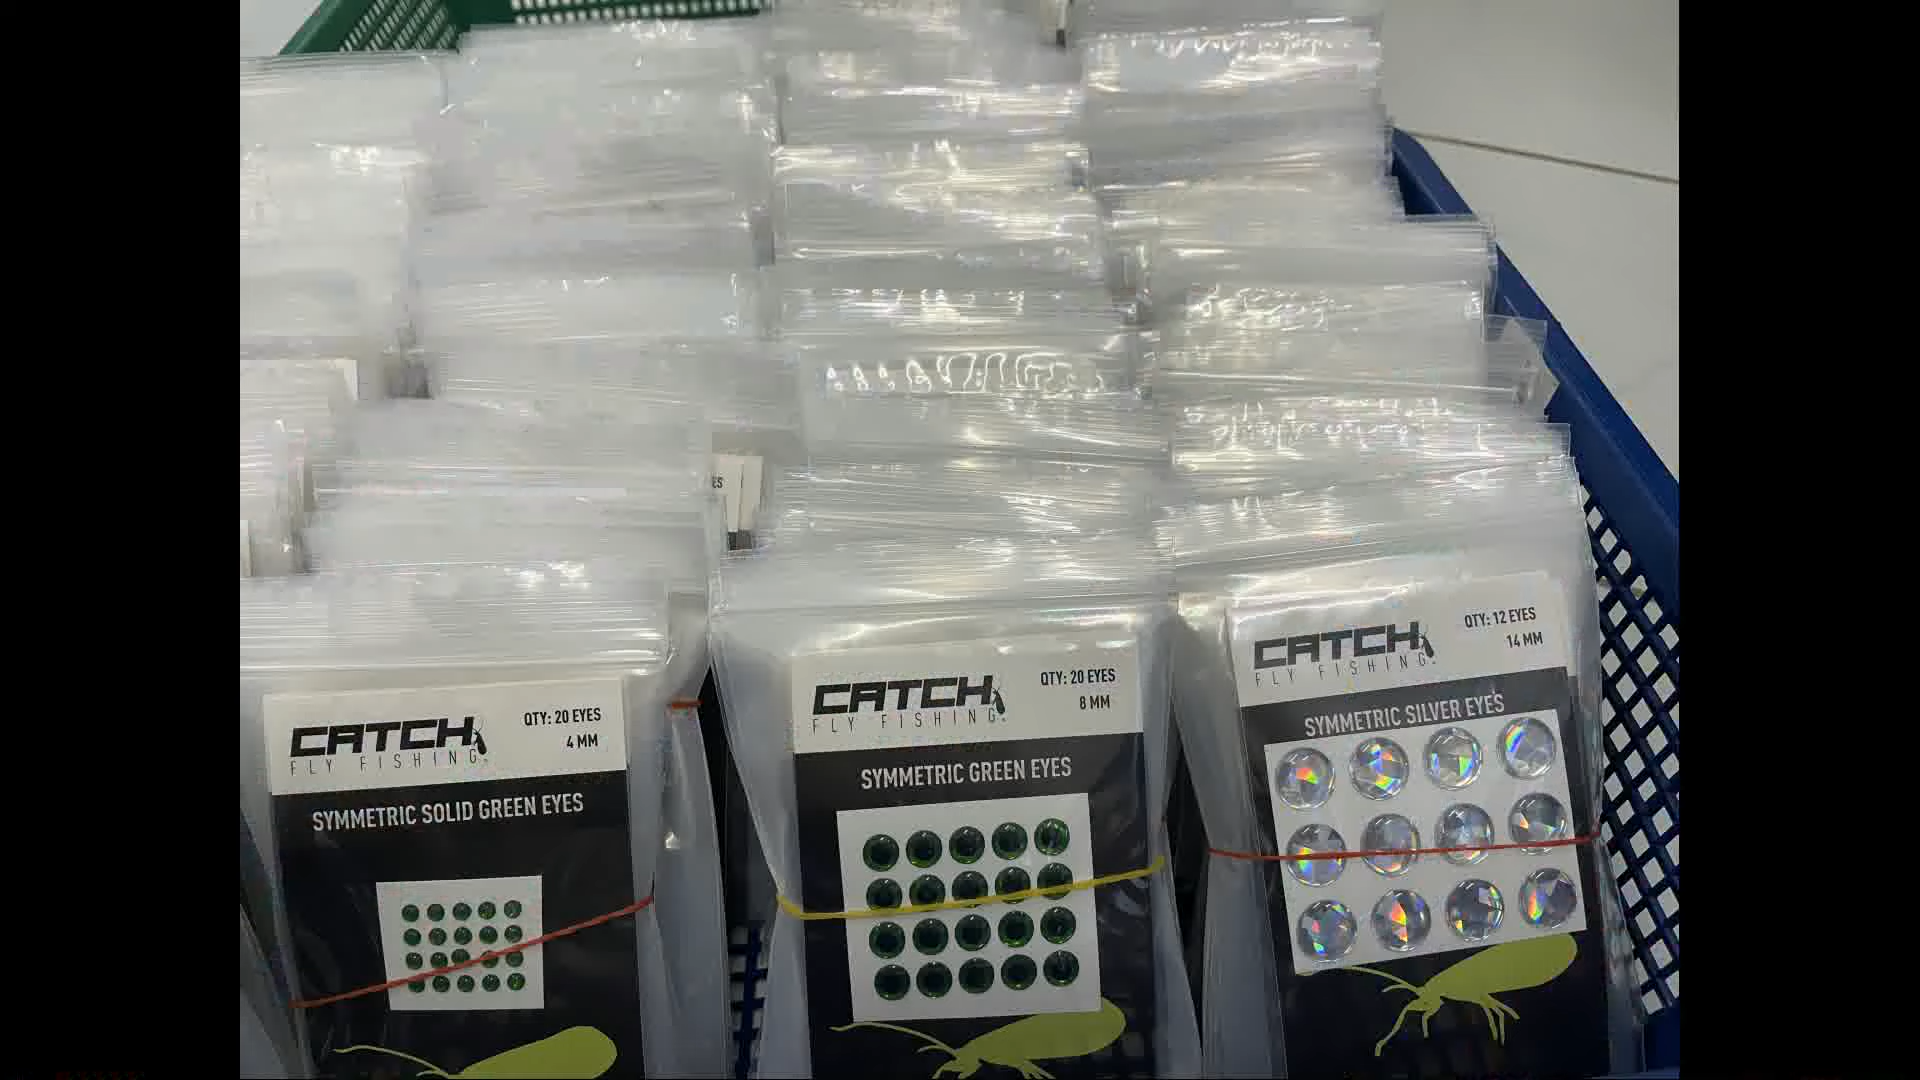 ES
CATCH
FLY FISHING
QTY: 20 EYES
4 MM
SYMMETRIC SOLID GREEN EYES
CATCH
FLY FISHING
QTY: 20 EYES
8 MM
SYMMETRIC GREEN EYES
CATCH
FLY FISHING
QTY: 12 EYES
14 MM
SYMMETRIC SILVER EYES